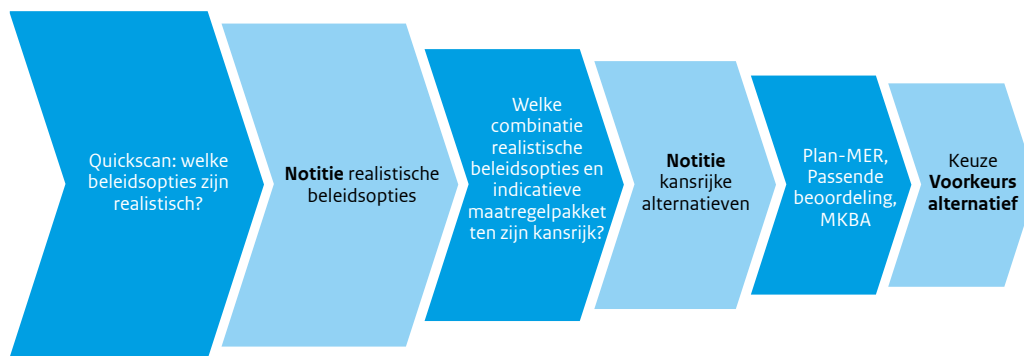 Quickscan: welke
beleidsopties zijn
realistisch?
Notitie realistische
beleidsopties
Welke
combinatie
realistische
beleidsopties en
indicatieve
maatregelpakket
ten zijn kansrijk?
Notitie
kansrijke
alternatieven
Plan-MER,
Passende
beoordeling,
MKBA
Keuze
Voorkeurs
alternatief